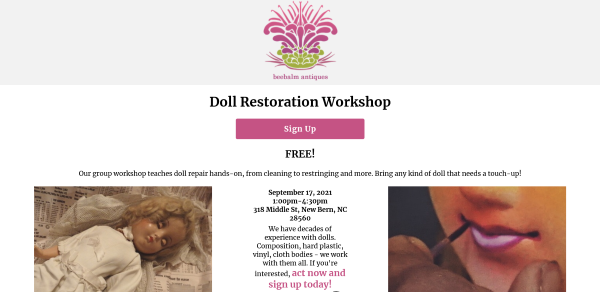 beebalm antiques
Doll Restoration Workshop
Sign Up
FREE!
Our group workshop teaches doll repair hands-on, from cleaning to restringing and more. Bring any kind of doll that needs a touch-up!
September 17, 2021
1:00pm-4:30pm
318 Middle St, New Bern, NC
28560
We have decades of
experience with dolls.
Composition, hard plastic,
vinyl, cloth bodies - we work
with them all. If you're
interested, act now and
sign up today!